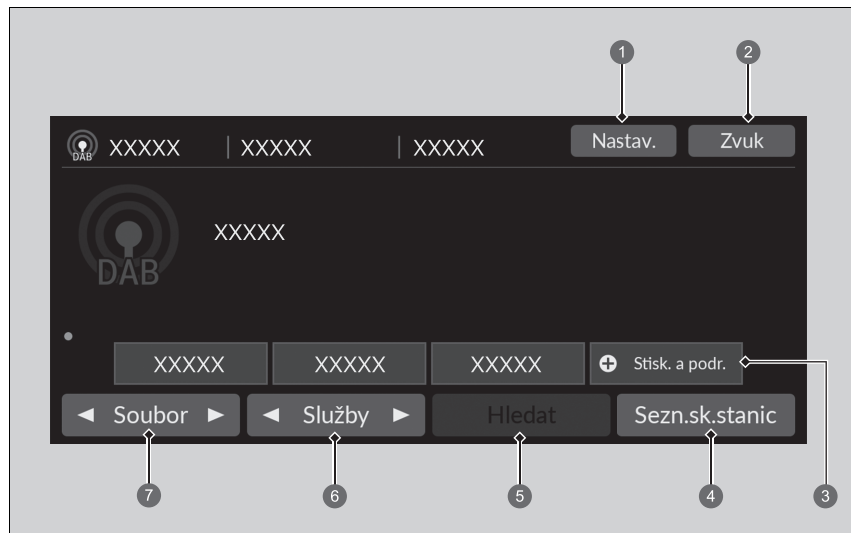 1 2
DAB XXXXX | XXXXX | XXXXX Nastav. Zvuk
DAB XXXXX
XXXXX XXXXX XXXXX Stisk. a podr.
Soubor Služby Hledat Sezn.sk.stanic
7 6 5 4 3